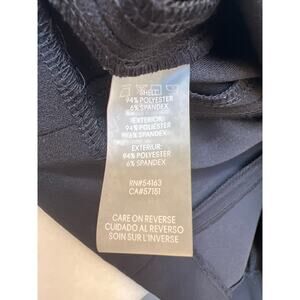 SHELL:
94% POLYESTER
6% SPANDEX
EXTERIOR:
94% POLIESTER
6% SPANDEX
EXTERIUR:
94% POLYESTER
6% SPANDEX
RN#54163
CA#57151
CARE ON REVERSE
CUIDADO AL REVERSO
SOIN SUR L'INVERSE